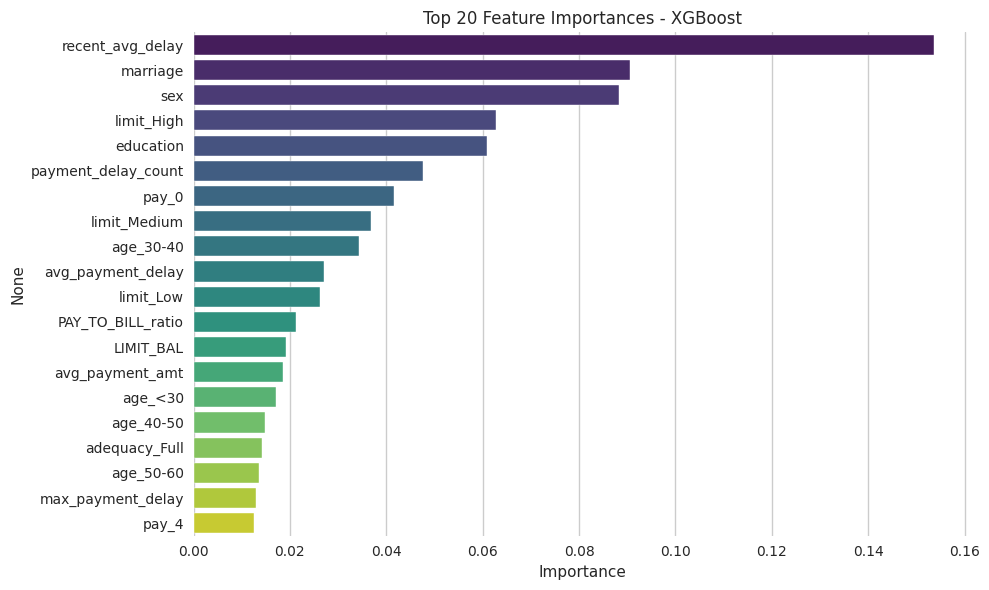 Top 20 Feature Importances - XGBoost
recent_avg_delay
marriage
sex
limit_High
education
payment_delay_count
pay_0
limit_Medium
age_30-40
avg_payment_delay
limit_Low
PAY_TO_BILL_ratio
LIMIT_BAL
avg_payment_amt
age_<30
age_40-50
adequacy_Full
age_50-60
max_payment_delay
pay_4
None
0.00 0.02 0.04 0.06 0.08 0.10 0.12 0.14 0.16
Importance